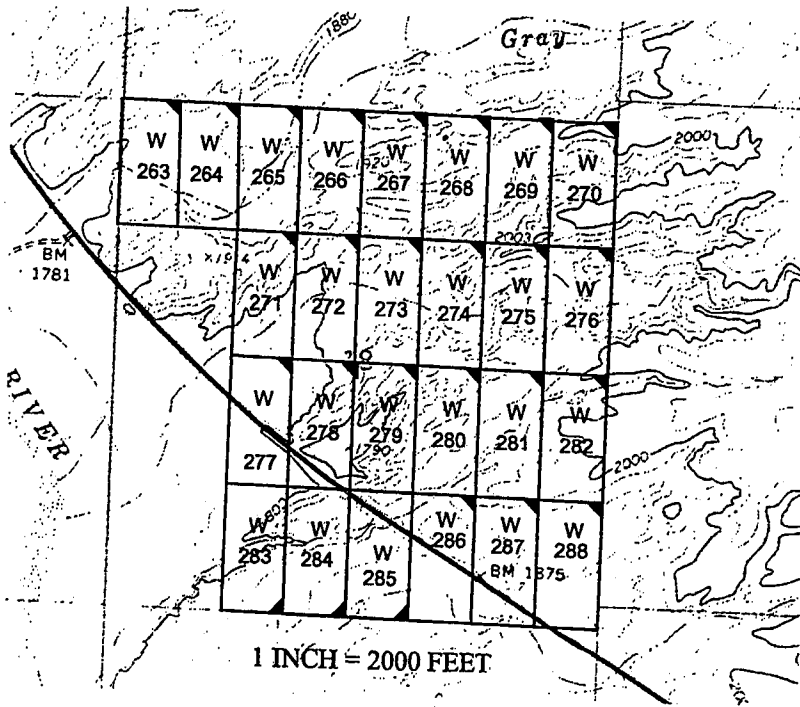 1880
Gray
W 263 W 264 W 265 W 266 W 267 W 268 W 269 W 270
1920
2000
2003
BM
1781
W 271 W 272 W 273 W 274 W 275 W 276
RIVER
W 277 W 278 W 279 W 280 W 281 W 282
2000
W 283 W 284 W 285 W 286 W 287 W 288
BM 1875
1 INCH = 2000 FEET